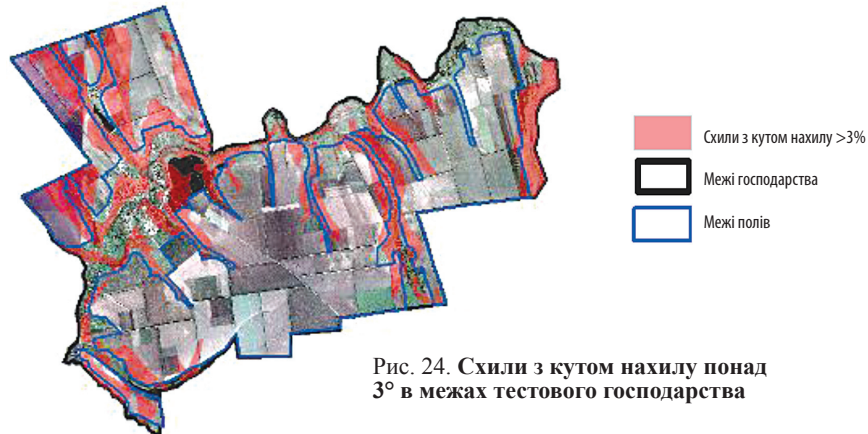 Схили з кутом нахилу >3%
Межі господарства
Межі полів
Рис. 24. Схили з кутом нахилу понад
3° в межах тестового господарства